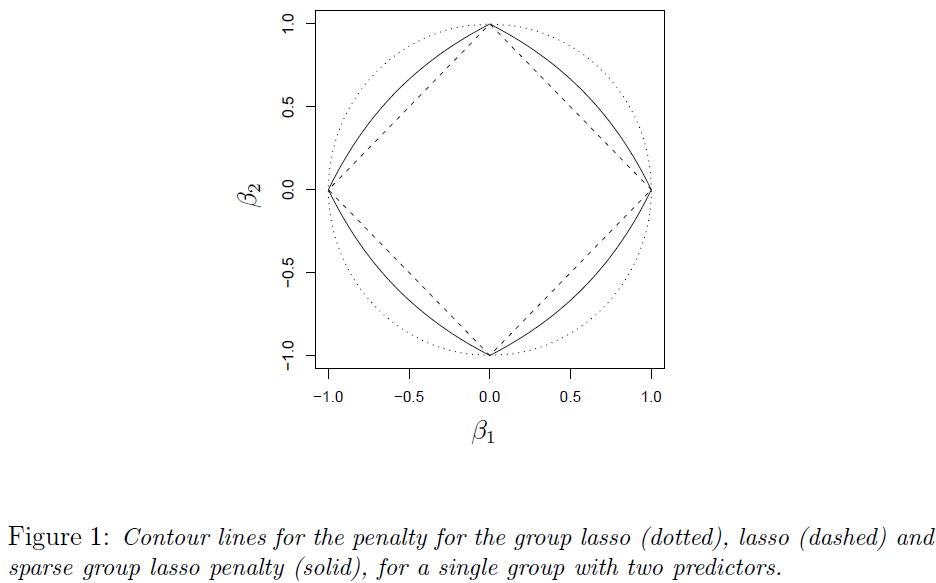 1.0
0.5
0.0
−0.5
−1.0
β2
−1.0 −0.5 0.0 0.5 1.0
β1
Figure 1: Contour lines for the penalty for the group lasso (dotted), lasso (dashed) and
sparse group lasso penalty (solid), for a single group with two predictors.